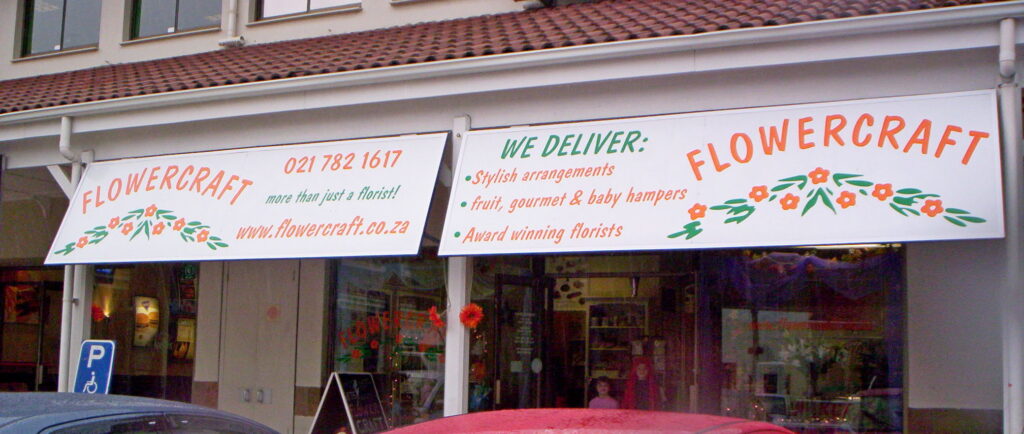 FLOWERCRAFT
021 782 1617
more than just a florist!
www.flowercraft.co.za
WE DELIVER:
• Stylish arrangements
• fruit, gourmet & baby hampers
• Award winning florists
FLOWERCRAFT
P